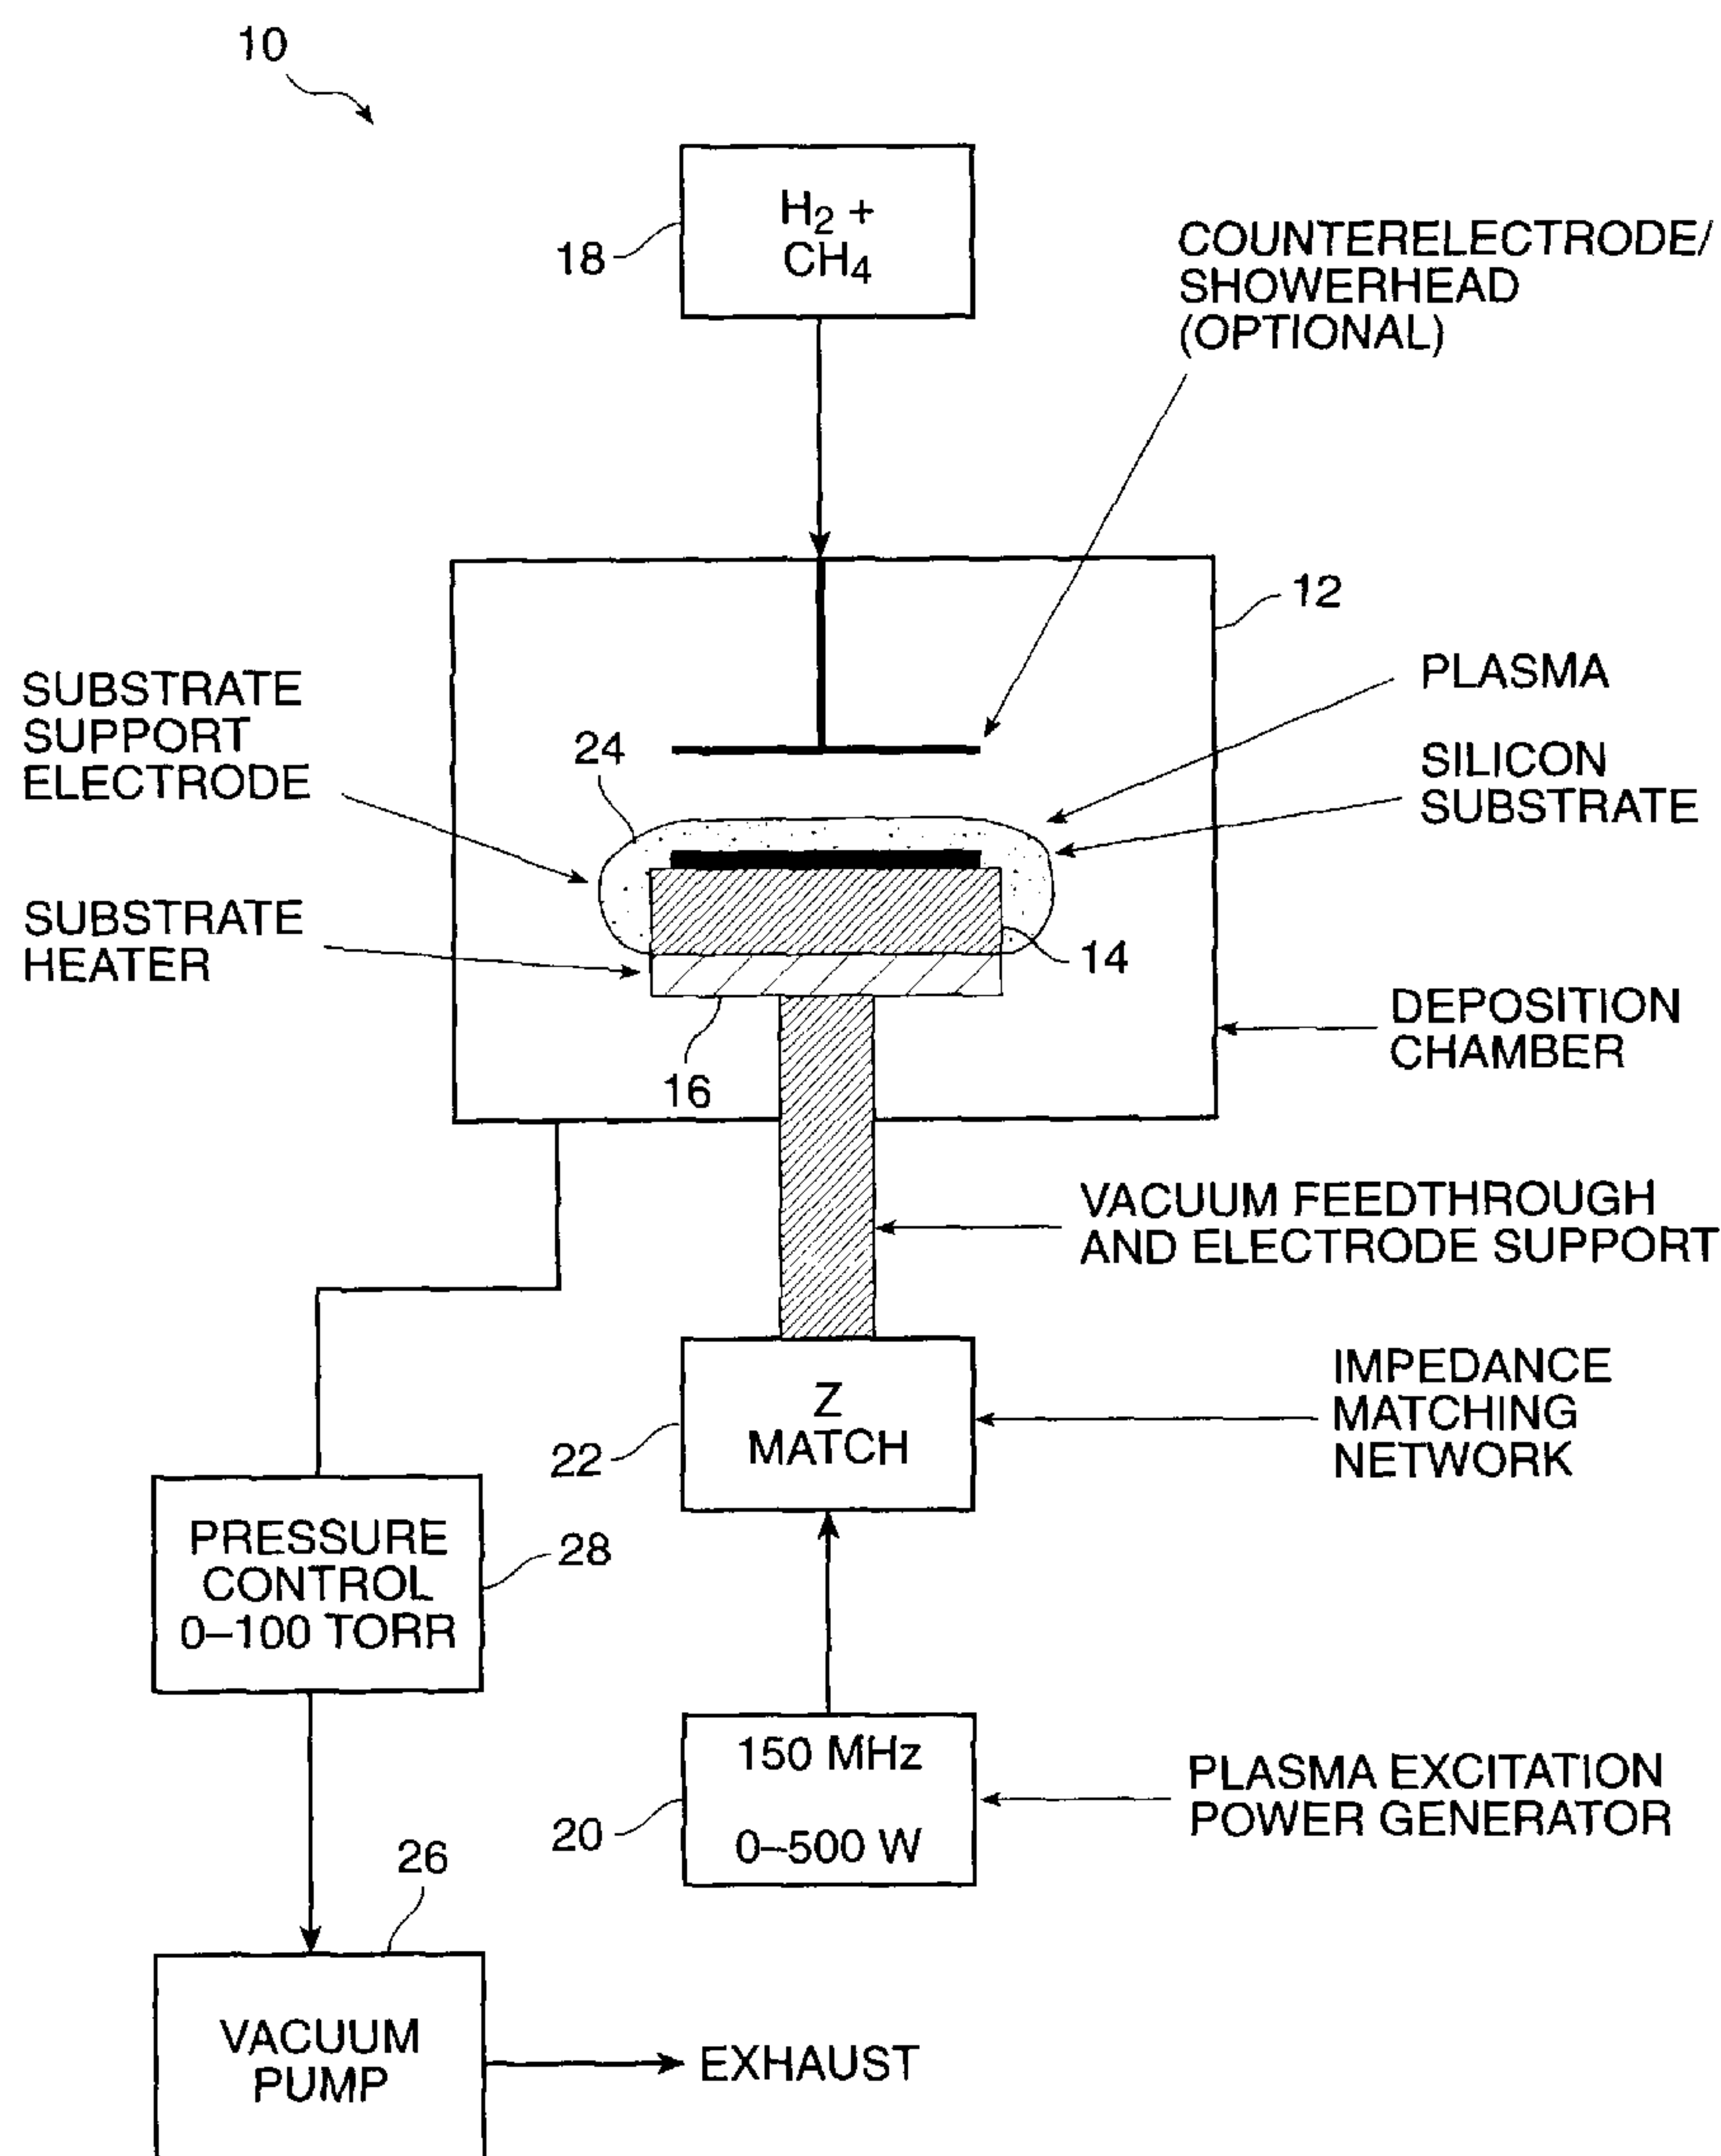 10
H2 +
CH4
18
COUNTERELECTRODE/
SHOWERHEAD
(OPTIONAL)
12
SUBSTRATE
SUPPORT
ELECTRODE
24
PLASMA
SILICON
SUBSTRATE
SUBSTRATE
HEATER
14
16
DEPOSITION
CHAMBER
VACUUM FEEDTHROUGH
AND ELECTRODE SUPPORT
Z
MATCH
22
IMPEDANCE
MATCHING
NETWORK
PRESSURE
CONTROL
0–100 TORR
28
150 MHz
0–500 W
20
PLASMA EXCITATION
POWER GENERATOR
26
VACUUM
PUMP
EXHAUST